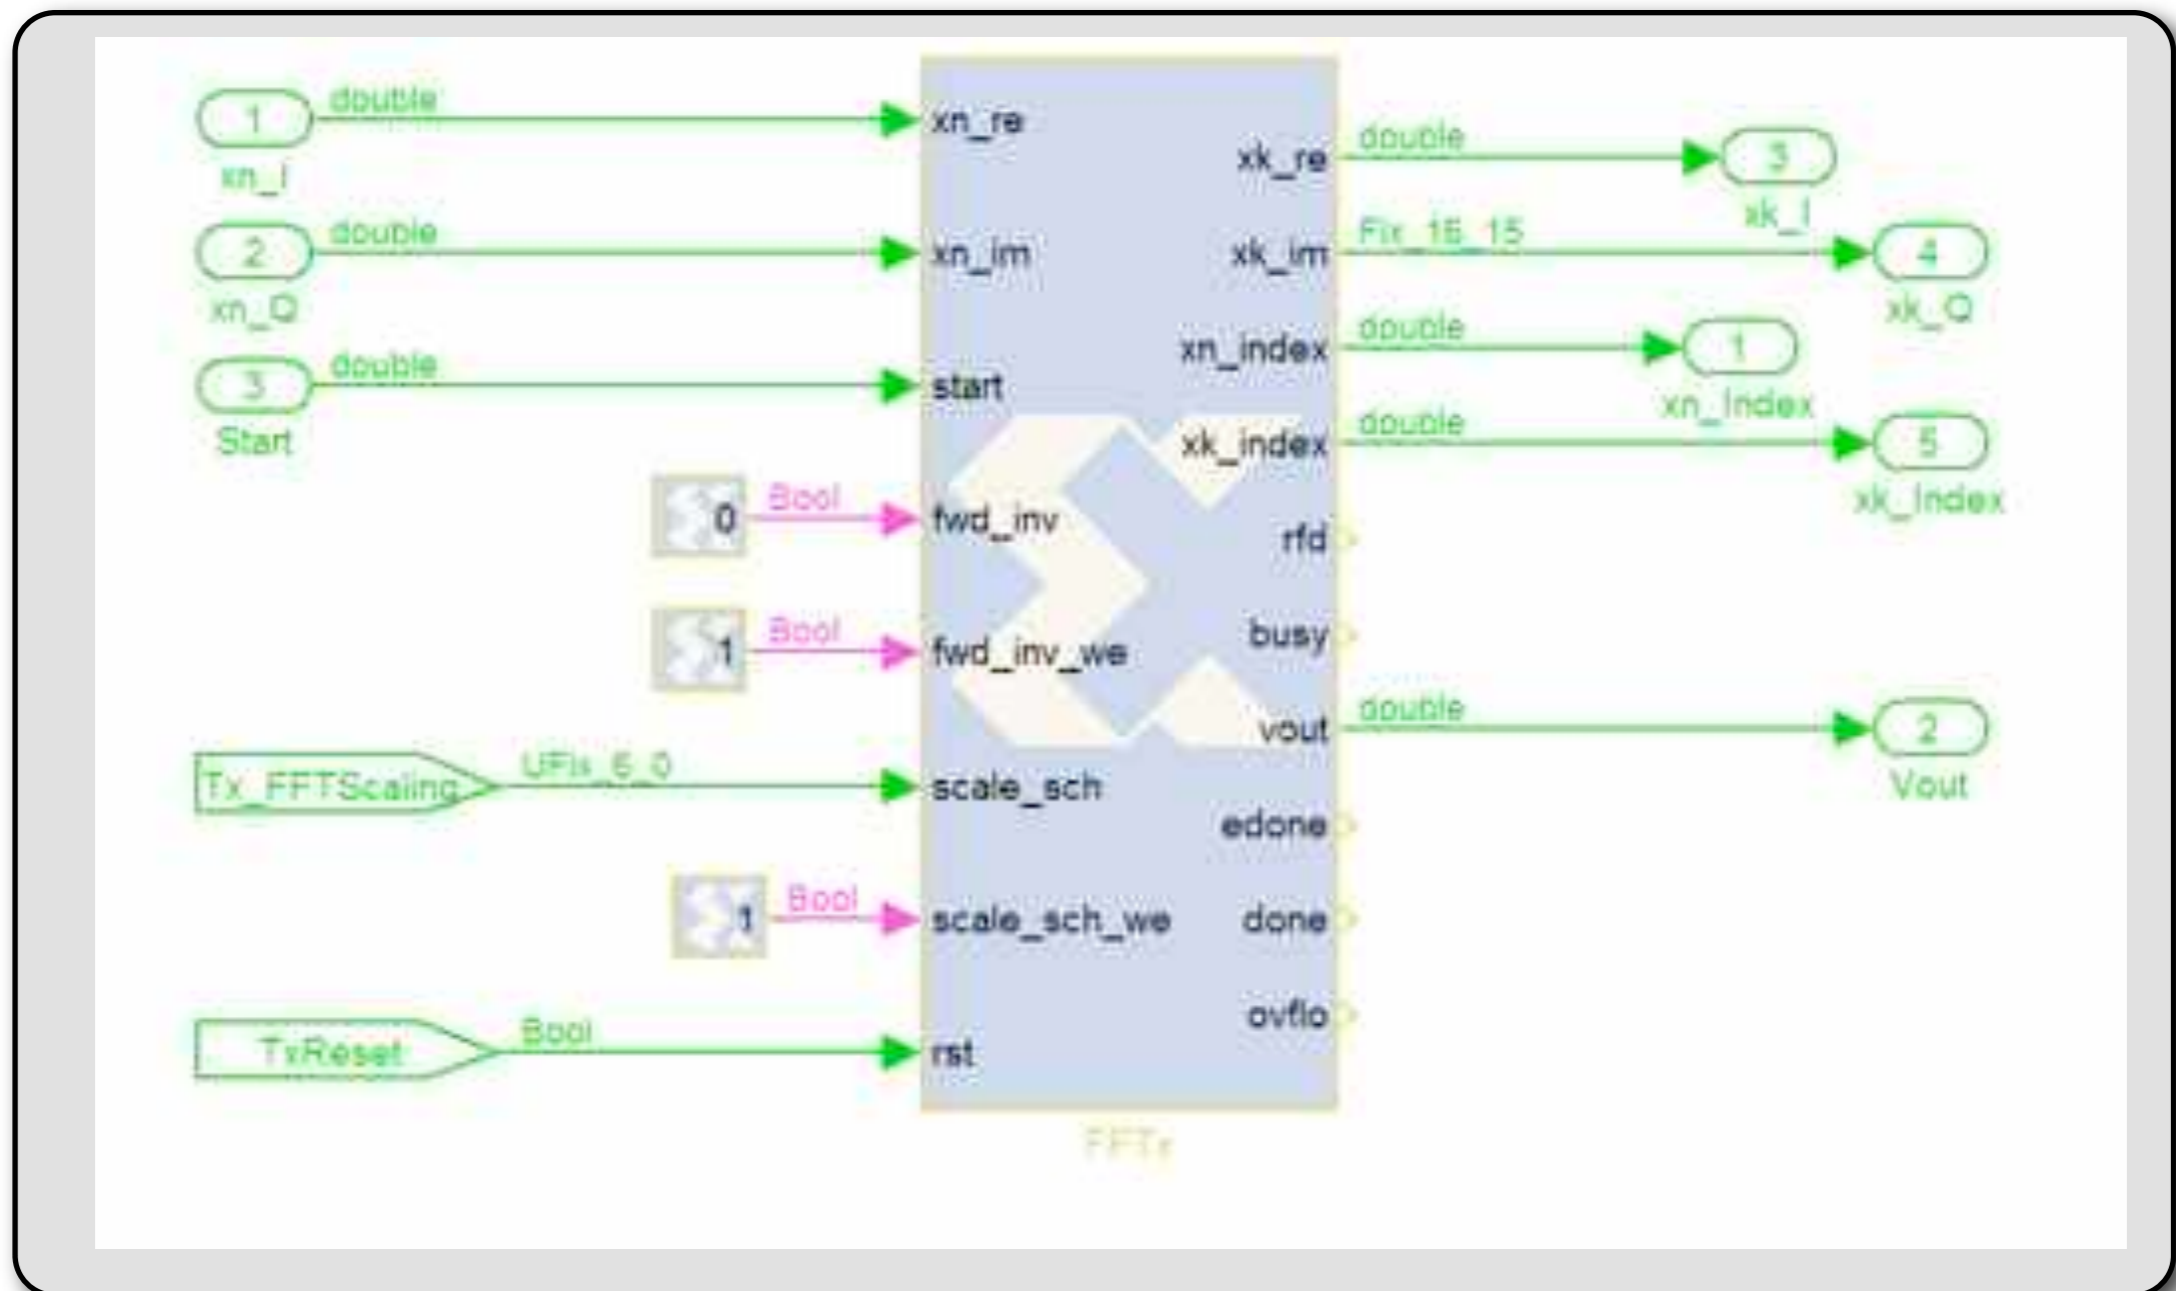 1 double xn_re
xn_I
2 double xn_im
xn_Q
3 double start
Start
0 Bool fwd_inv
1 Bool fwd_inv_we
Tx_FFTScaling UFix_6_0 scale_sch
1 Bool scale_sch_we
TxReset Bool rst
xk_re double 3
xk_I
xk_im Fix_16_15 4
xk_Q
xn_index double 1
xn_Index
xk_index double 5
xk_Index
rfd
busy
vout double 2
Vout
edone
done
ovflo